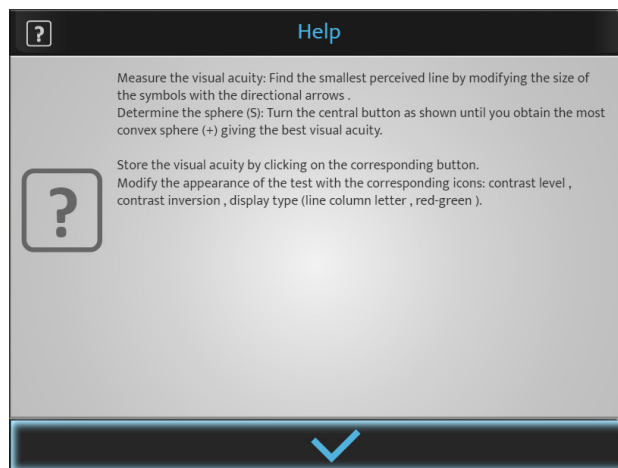 ?
Help
Measure the visual acuity: Find the smallest perceived line by modifying the size of
the symbols with the directional arrows .
Determine the sphere (S): Turn the central button as shown until you obtain the most
convex sphere (+) giving the best visual acuity.
Store the visual acuity by clicking on the corresponding button.
Modify the appearance of the test with the corresponding icons: contrast level ,
contrast inversion , display type (line column letter , red-green ).
?